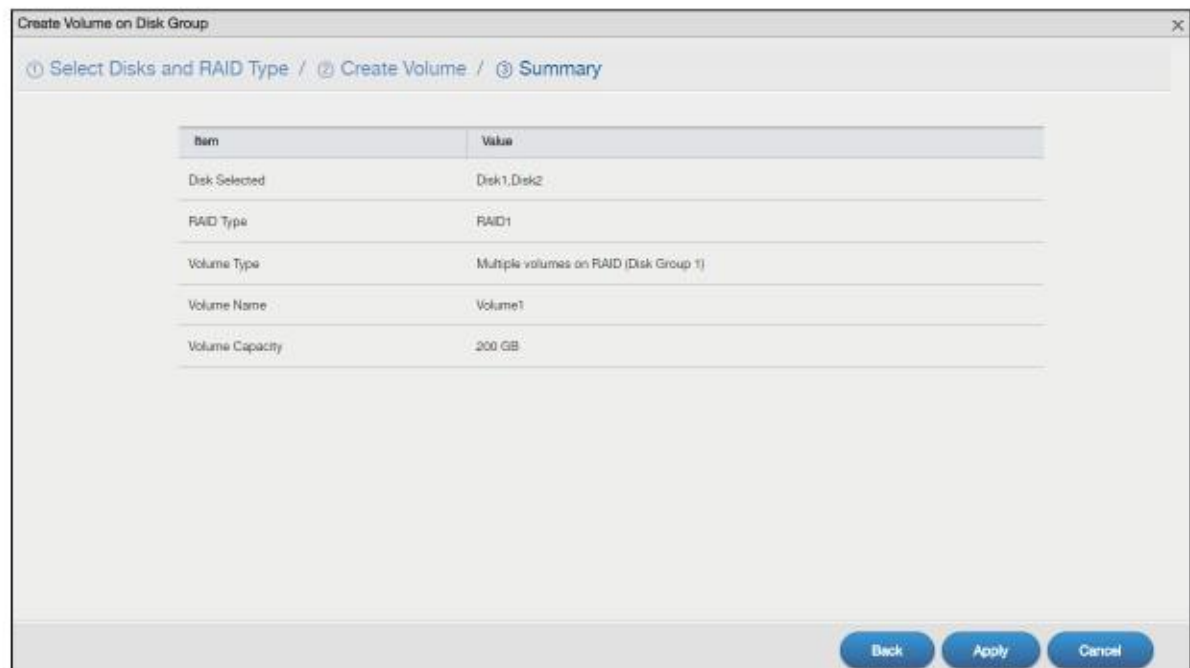 Create Volume on Disk Group
① Select Disks and RAID Type / ② Create Volume / ③ Summary
Item Value
Disk Selected Disk1,Disk2
RAID Type RAID1
Volume Type Multiple volumes on RAID (Disk Group 1)
Volume Name Volume1
Volume Capacity 200 GB
Back Apply Cancel